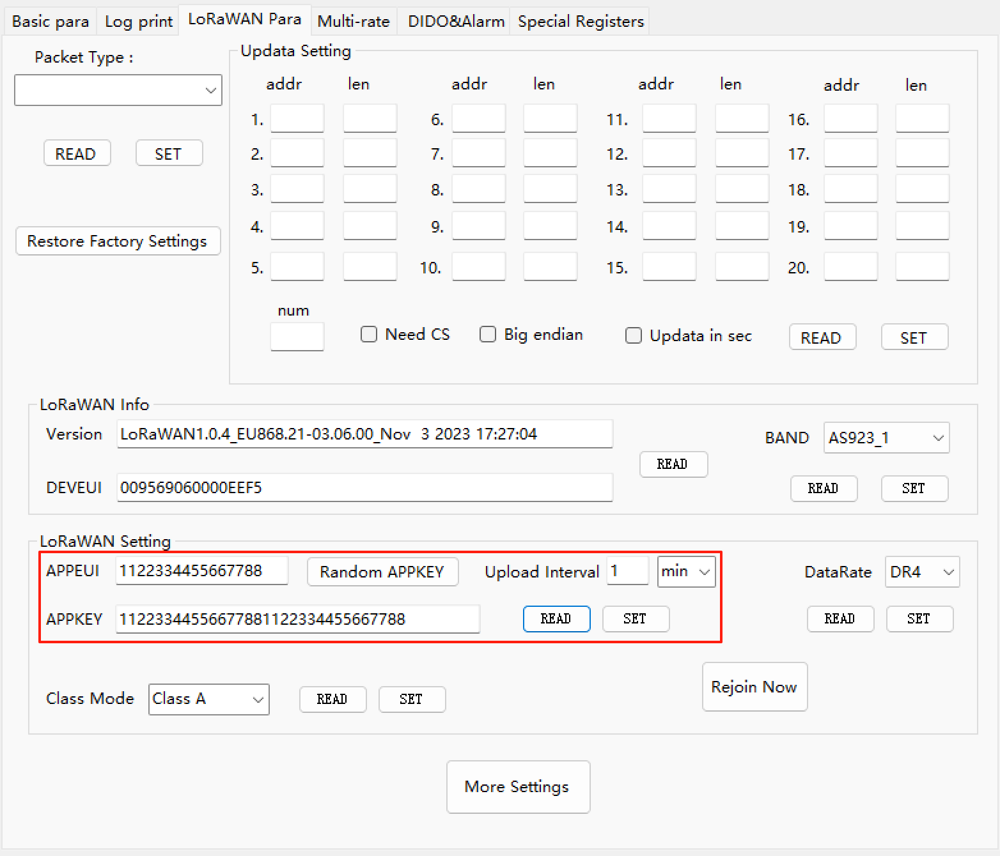 Basic para Log print LoRaWAN Para Multi-rate DIDO&Alarm Special Registers
Packet Type :
READ SET
Restore Factory Settings
Updata Setting
addr len addr len addr len addr len
1. 6. 11. 16.
2. 7. 12. 17.
3. 8. 13. 18.
4. 9. 14. 19.
5. 10. 15. 20.
num
Need CS Big endian Updata in sec READ SET
LoRaWAN Info
Version LoRaWAN1.0.4_EU868.21-03.06.00_Nov  3 2023 17:27:04
BAND AS923_1
READ
DEVEUI 009569060000EEF5
READ SET
LoRaWAN Setting
APPEUI 1122334455667788 Random APPKEY Upload Interval 1 min DataRate DR4
APPKEY 11223344556677881122334455667788 READ SET READ SET
Class Mode Class A READ SET Rejoin Now
More Settings